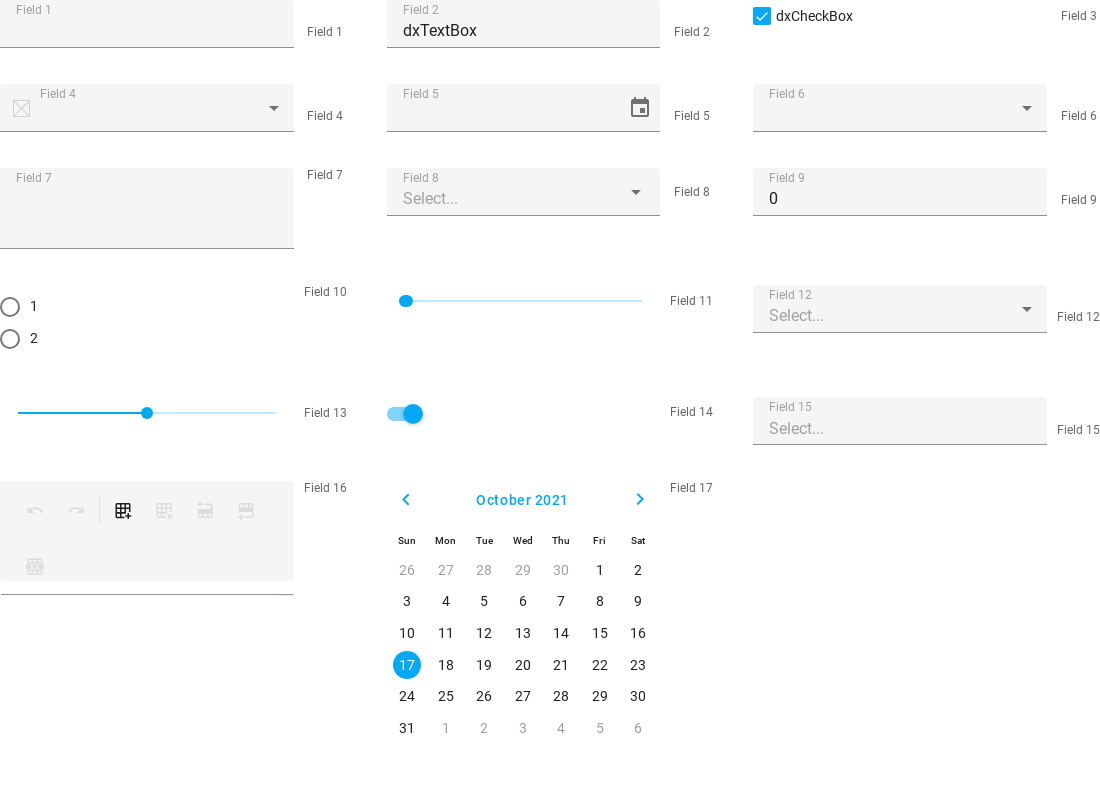 Field 1
Field 1
Field 2
dxTextBox
Field 2
dxCheckBox
Field 3
Field 4
Field 4
Field 5
Field 5
Field 6
Field 6
Field 7
Field 7
Field 8
Select...
Field 8
Field 9
0
Field 9
1
2
Field 10
Field 11
Field 12
Select...
Field 12
Field 13
Field 14
Field 15
Select...
Field 15
Field 16
October 2021
Sun Mon Tue Wed Thu Fri Sat
26 27 28 29 30 1 2
3 4 5 6 7 8 9
10 11 12 13 14 15 16
17 18 19 20 21 22 23
24 25 26 27 28 29 30
31 1 2 3 4 5 6
Field 17